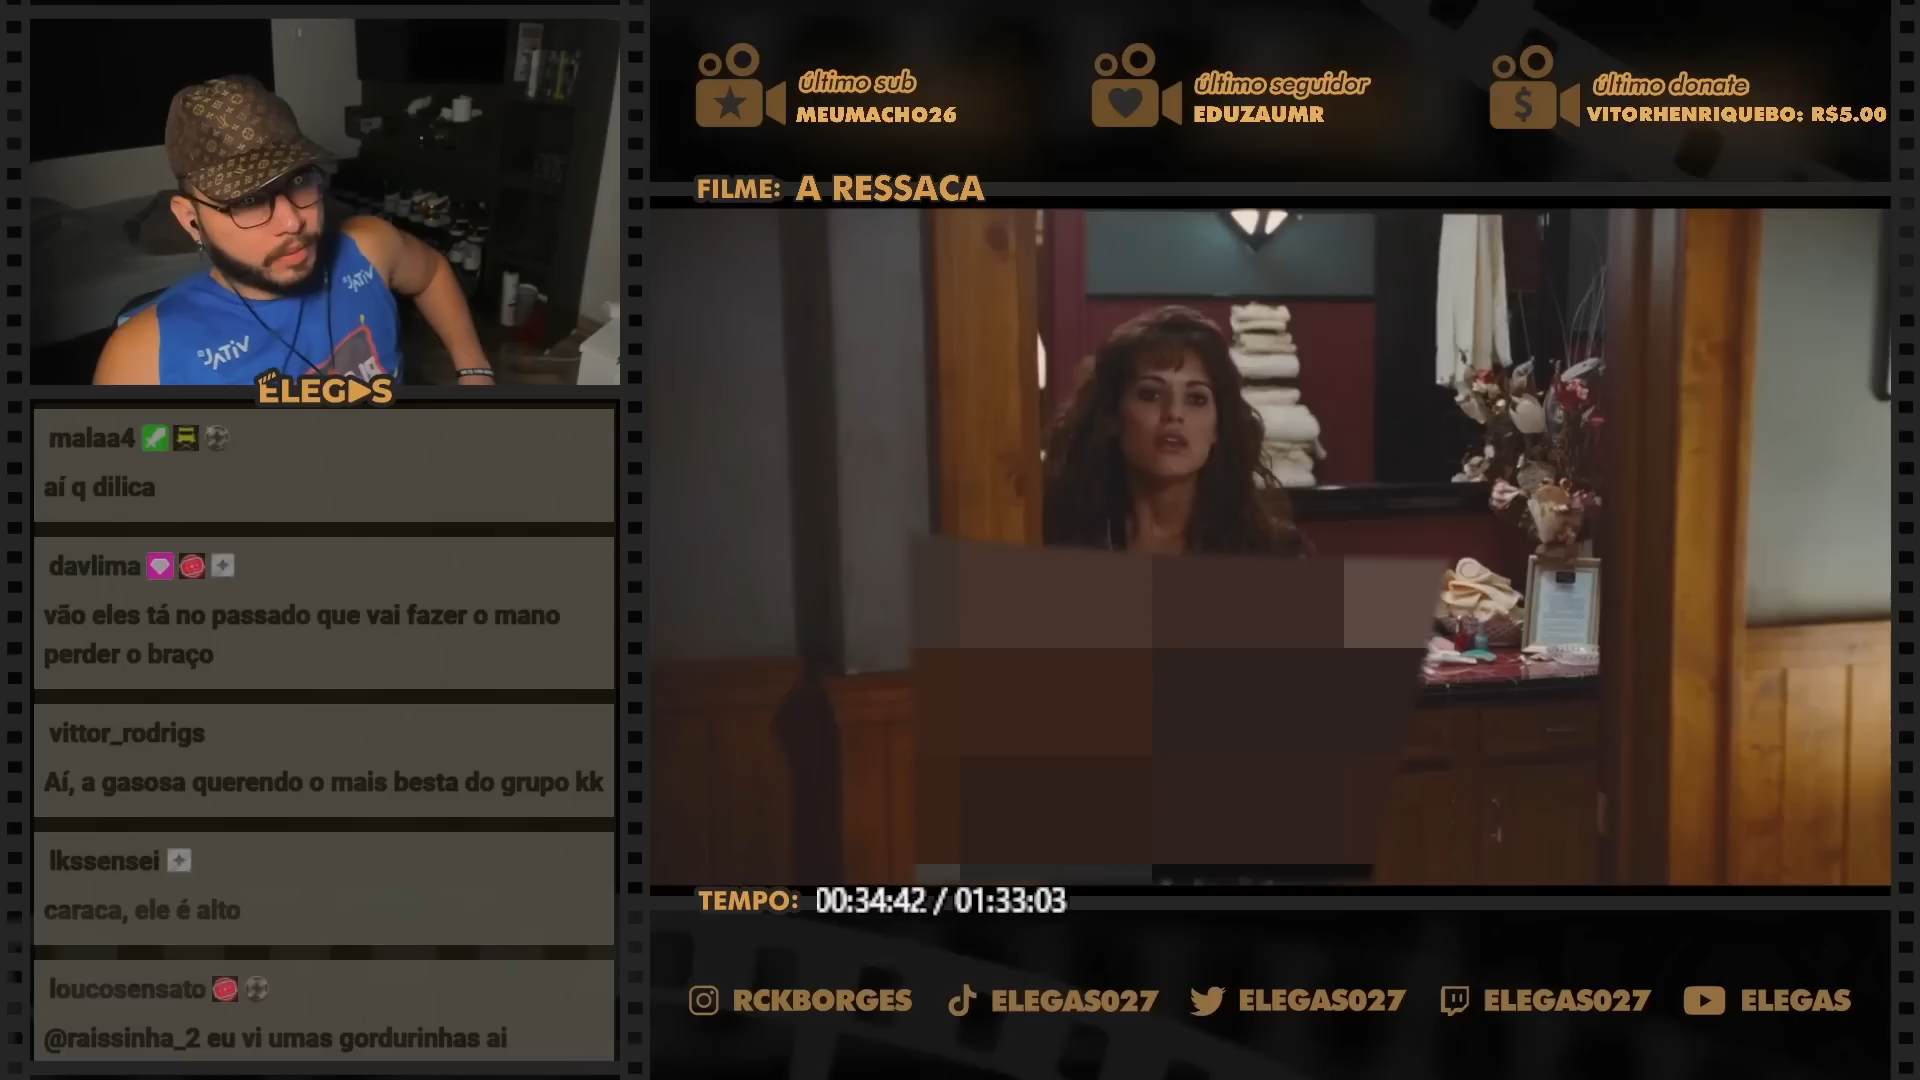 último sub
MEUMACHO26
último seguidor
EDUZAUMR
último donate
VITORHENRIQUEBO: R$5.00
FILME: A RESSACA
ELEGAS
malaa4
aí q dilica
davlima
vão eles tá no passado que vai fazer o mano
perder o braço
vittor_rodrigs
Aí, a gasosa querendo o mais besta do grupo kk
lkssensei
caraca, ele é alto
loucosensato
@raissinha_2 eu vi umas gordurinhas ai
TEMPO: 00:34:42 / 01:33:03
RCKBORGES
ELEGAS027
ELEGAS027
ELEGAS027
ELEGAS